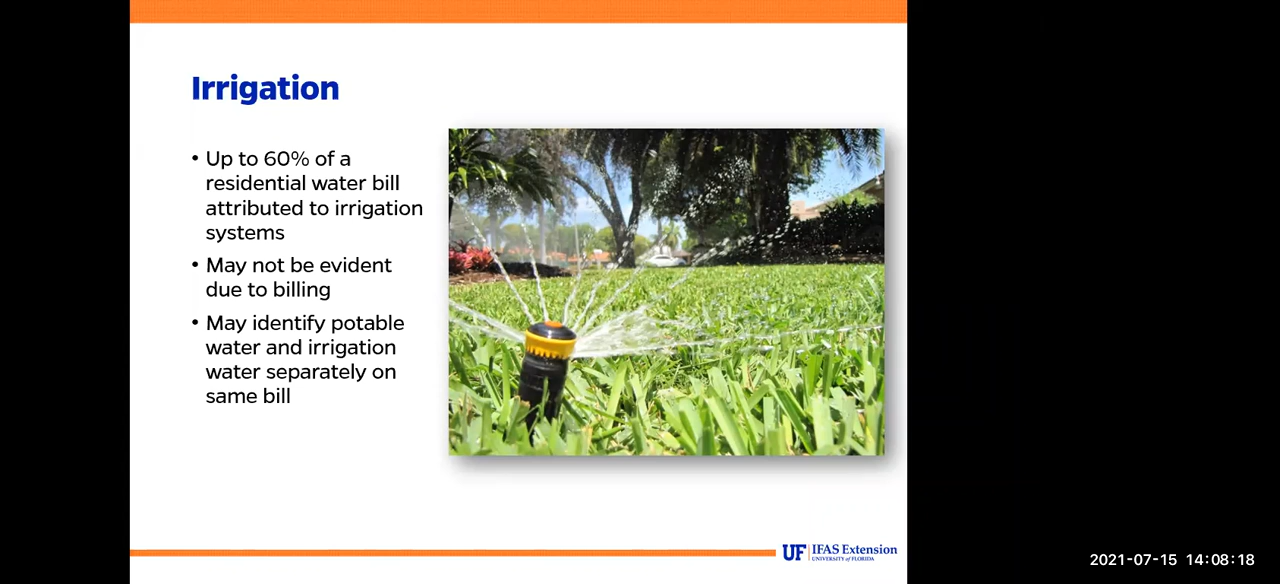 Irrigation
• Up to 60% of a
residential water bill
attributed to irrigation
systems
• May not be evident
due to billing
• May identify potable
water and irrigation
water separately on
same bill
UF IFAS Extension
UNIVERSITY of FLORIDA
2021-07-15 14:08:18